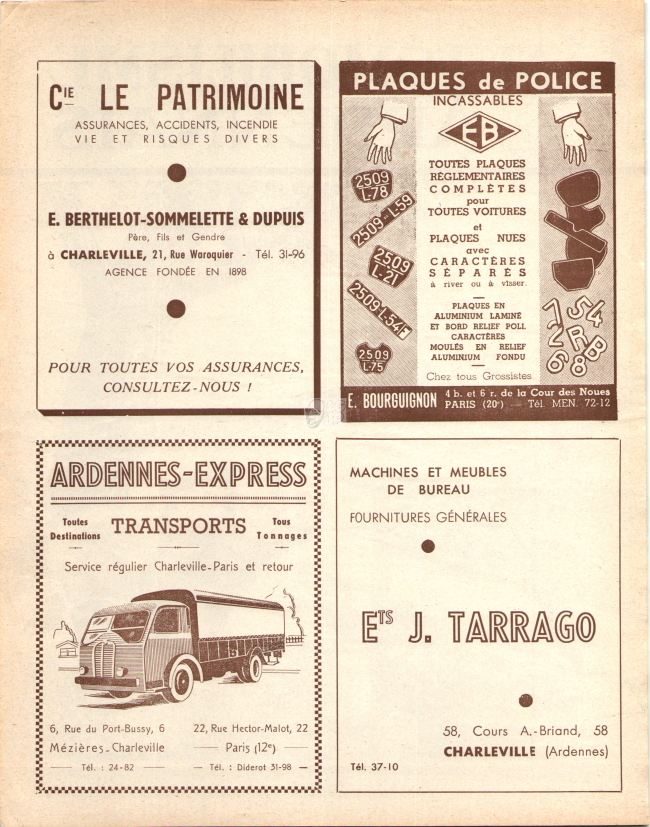 CIE LE PATRIMOINE
ASSURANCES, ACCIDENTS, INCENDIE
VIE ET RISQUES DIVERS
E. BERTHELOT-SOMMELETTE & DUPUIS
Père, Fils et Gendre
à CHARLEVILLE, 21, Rue Waroquier - Tél. 31-96
AGENCE FONDÉE EN 1898
POUR TOUTES VOS ASSURANCES,
CONSULTEZ-NOUS !
PLAQUES de POLICE
INCASSABLES
EB
TOUTES PLAQUES
RÉGLEMENTAIRES
COMPLÈTES
pour
TOUTES VOITURES
et
PLAQUES NUES
avec
CARACTÈRES
SÉPARÉS
à river ou à visser.
PLAQUES EN
ALUMINIUM LAMINÉ
ET BORD RELIEF POLI.
CARACTÈRES
MOULÉS EN RELIEF
ALUMINIUM FONDU
Chez tous Grossistes
2509
L-78
2509-L-59
2509
L-21
2509
L-54F
2509
L-75
7 5 4
2 R B
6 8
E. BOURGUIGNON 4 b. et 6 r. de la Cour des Noues
PARIS (20e) — Tél. MEN. 72-12
ARDENNES-EXPRESS
Toutes
Destinations
TRANSPORTS
Tous
Tonnages
Service régulier Charleville-Paris et retour
6, Rue du Port-Bussy, 6
Mézières-Charleville
— Tél. : 24-82 —
22, Rue Hector-Malot, 22
— Paris (12e) —
— Tél. : Diderot 31-98 —
MACHINES ET MEUBLES
DE BUREAU
FOURNITURES GÉNÉRALES
ETS J. TARRAGO
58, Cours A.-Briand, 58
CHARLEVILLE (Ardennes)
Tél. 37-10